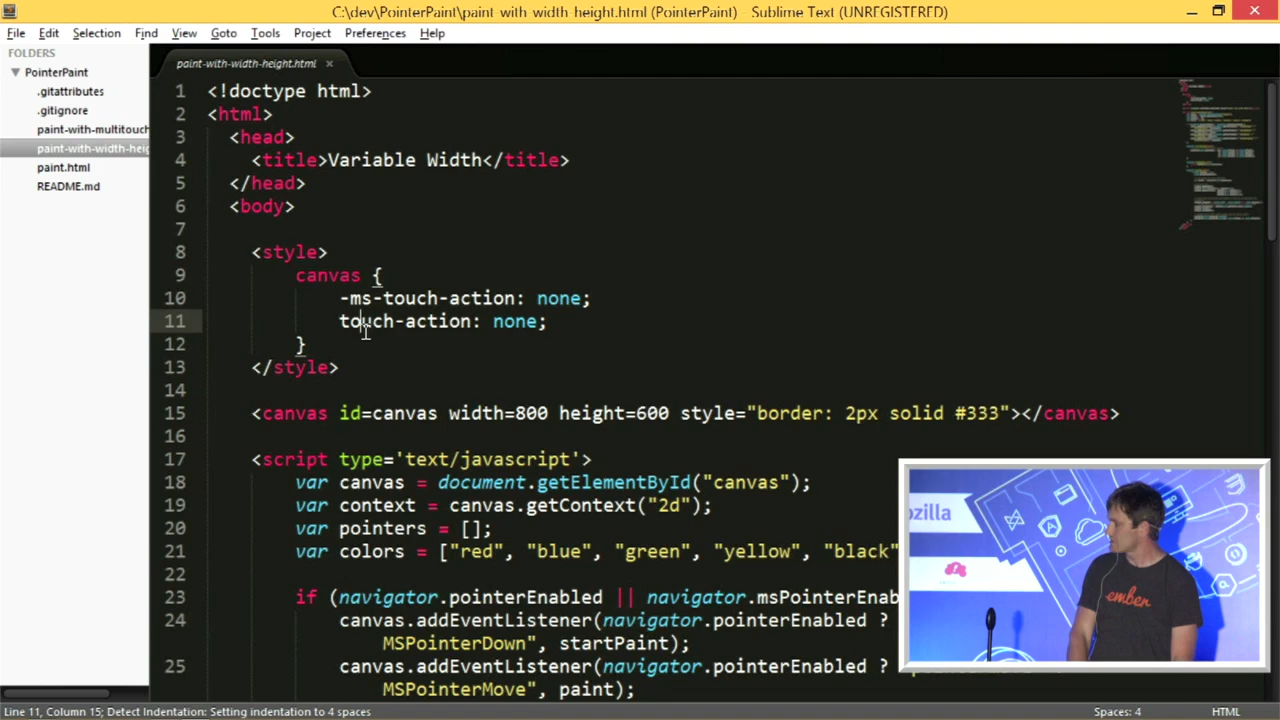 C:\dev\PointerPaint\paint-with-width-height.html (PointerPaint) - Sublime Text (UNREGISTERED)
File Edit Selection Find View Goto Tools Project Preferences Help
FOLDERS
PointerPaint
.gitattributes
.gitignore
paint-with-multitouch
paint-with-width-heig
paint.html
README.md
paint-with-width-height.html ×
1 <!doctype html>
2 <html>
3 <head>
4 <title>Variable Width</title>
5 </head>
6 <body>
7
8 <style>
9 canvas {
10 -ms-touch-action: none;
11 touch-action: none;
12 }
13 </style>
14
15 <canvas id=canvas width=800 height=600 style="border: 2px solid #333"></canvas>
16
17 <script type='text/javascript'>
18 var canvas = document.getElementById("canvas");
19 var context = canvas.getContext("2d");
20 var pointers = [];
21 var colors = ["red", "blue", "green", "yellow", "black"
22
23 if (navigator.pointerEnabled || navigator.msPointerEnab
24 canvas.addEventListener(navigator.pointerEnabled ?
MSPointerDown", startPaint);
25 canvas.addEventListener(navigator.pointerEnabled ?
MSPointerMove", paint);
ozilla
ember
Line 11, Column 15; Detect Indentation: Setting indentation to 4 spaces
Spaces: 4
HTML